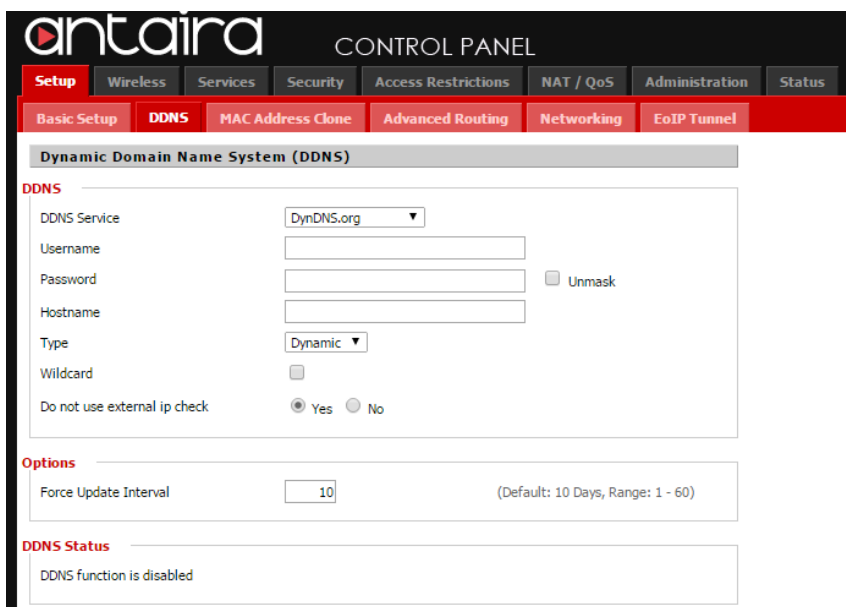 antaira CONTROL PANEL
Setup Wireless Services Security Access Restrictions NAT / QoS Administration Status
Basic Setup DDNS MAC Address Clone Advanced Routing Networking EoIP Tunnel
Dynamic Domain Name System (DDNS)
DDNS
DDNS Service DynDNS.org
Username
Password Unmask
Hostname
Type Dynamic
Wildcard
Do not use external ip check Yes No
Options
Force Update Interval 10 (Default: 10 Days, Range: 1 - 60)
DDNS Status
DDNS function is disabled